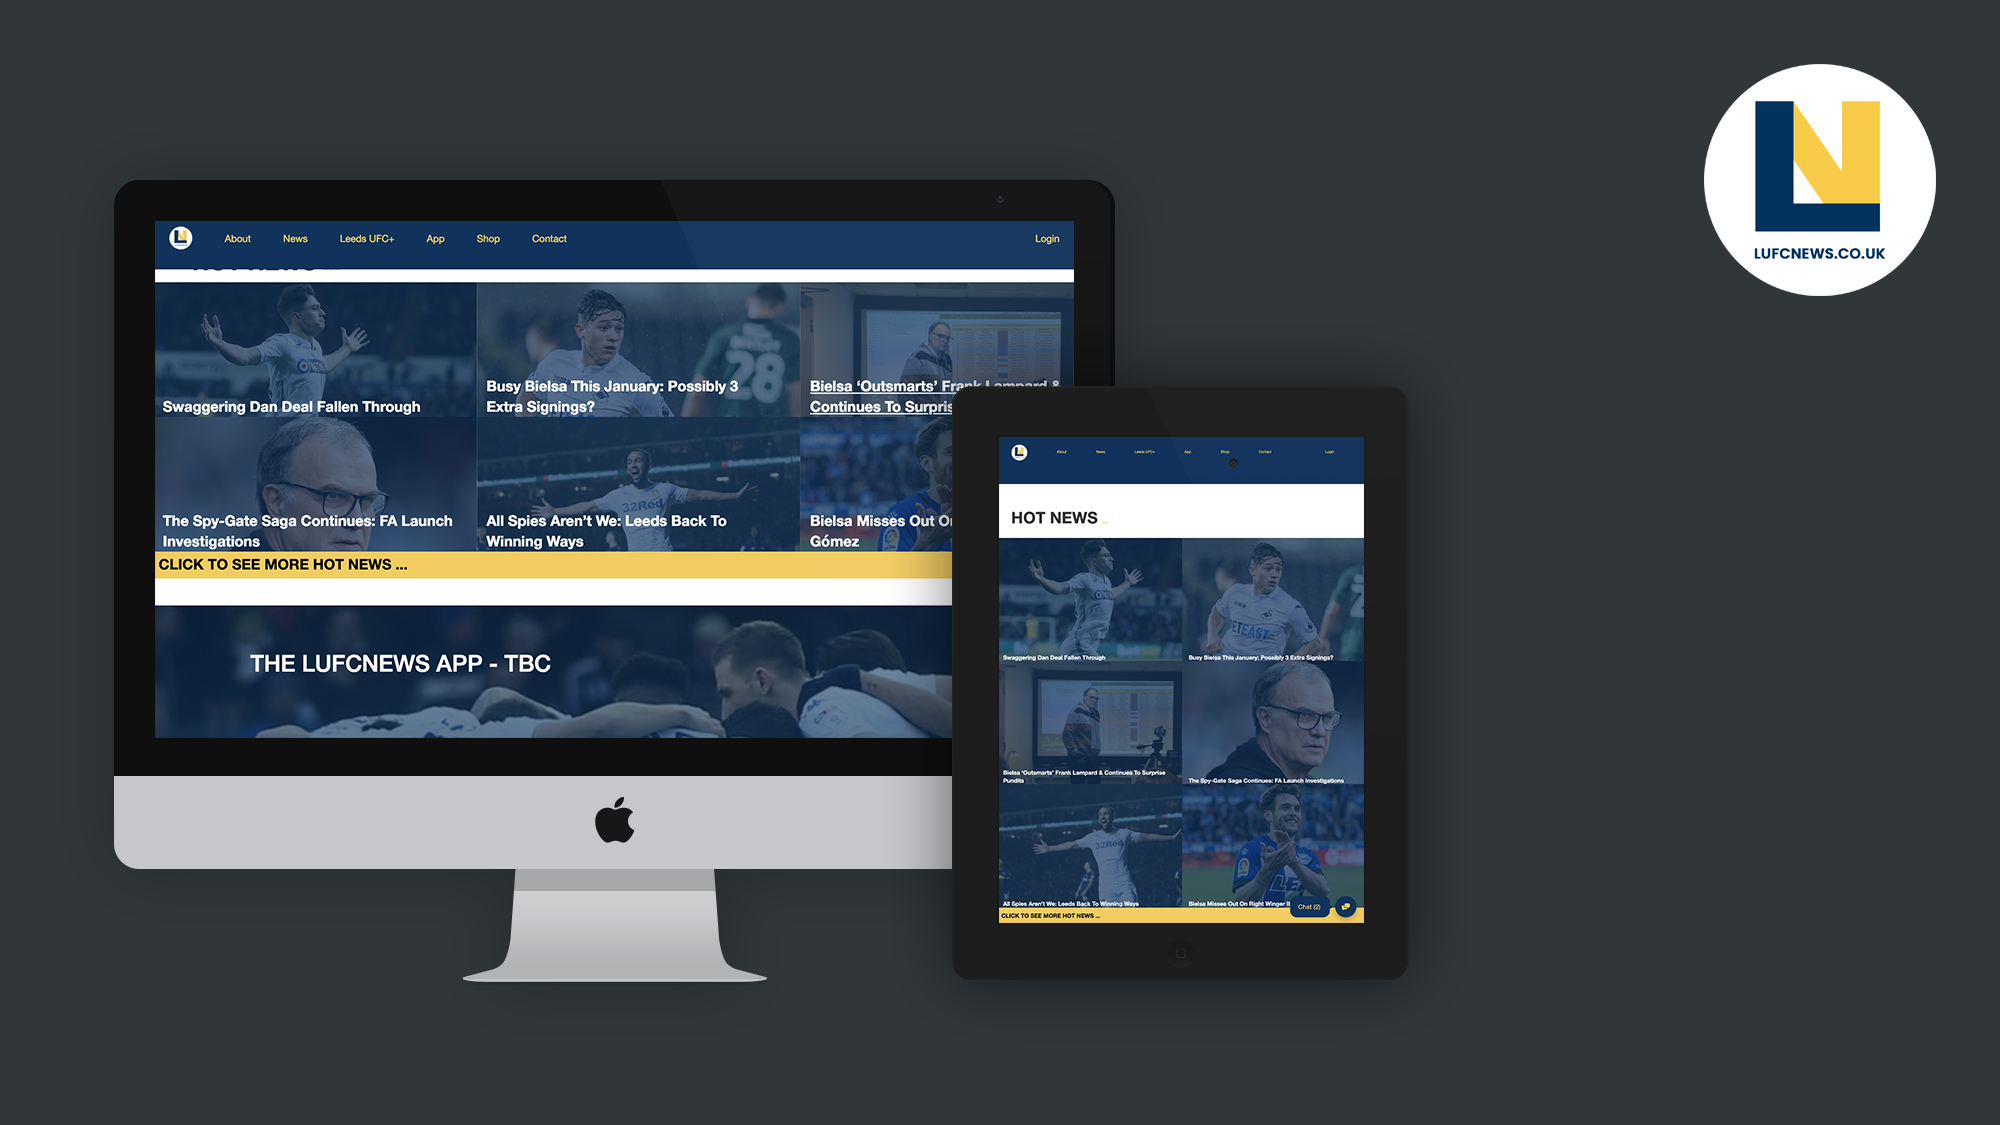 LUFCNEWS.CO.UK
About News Leeds UFC+ App Shop Contact Login
HOT NEWS ...
Swaggering Dan Deal Fallen Through
Busy Bielsa This January: Possibly 3
Extra Signings?
28
Bielsa ‘Outsmarts’ Frank Lampard &
Continues To Surpris
The Spy-Gate Saga Continues: FA Launch
Investigations
32Red
All Spies Aren’t We: Leeds Back To
Winning Ways
Bielsa Misses Out O
Gómez
CLICK TO SEE MORE HOT NEWS ...
THE LUFCNEWS APP - TBC
About News Leeds UFC+ App Shop Contact Login
HOT NEWS ...
Swaggering Dan Deal Fallen Through
Busy Bielsa This January: Possibly 3 Extra Signings?
Bielsa ‘Outsmarts’ Frank Lampard & Continues To Surprise
Pundits
The Spy-Gate Saga Continues: FA Launch Investigations
32Red
All Spies Aren’t We: Leeds Back To Winning Ways
Bielsa Misses Out On Right Winger
Chat (2)
CLICK TO SEE MORE HOT NEWS ...